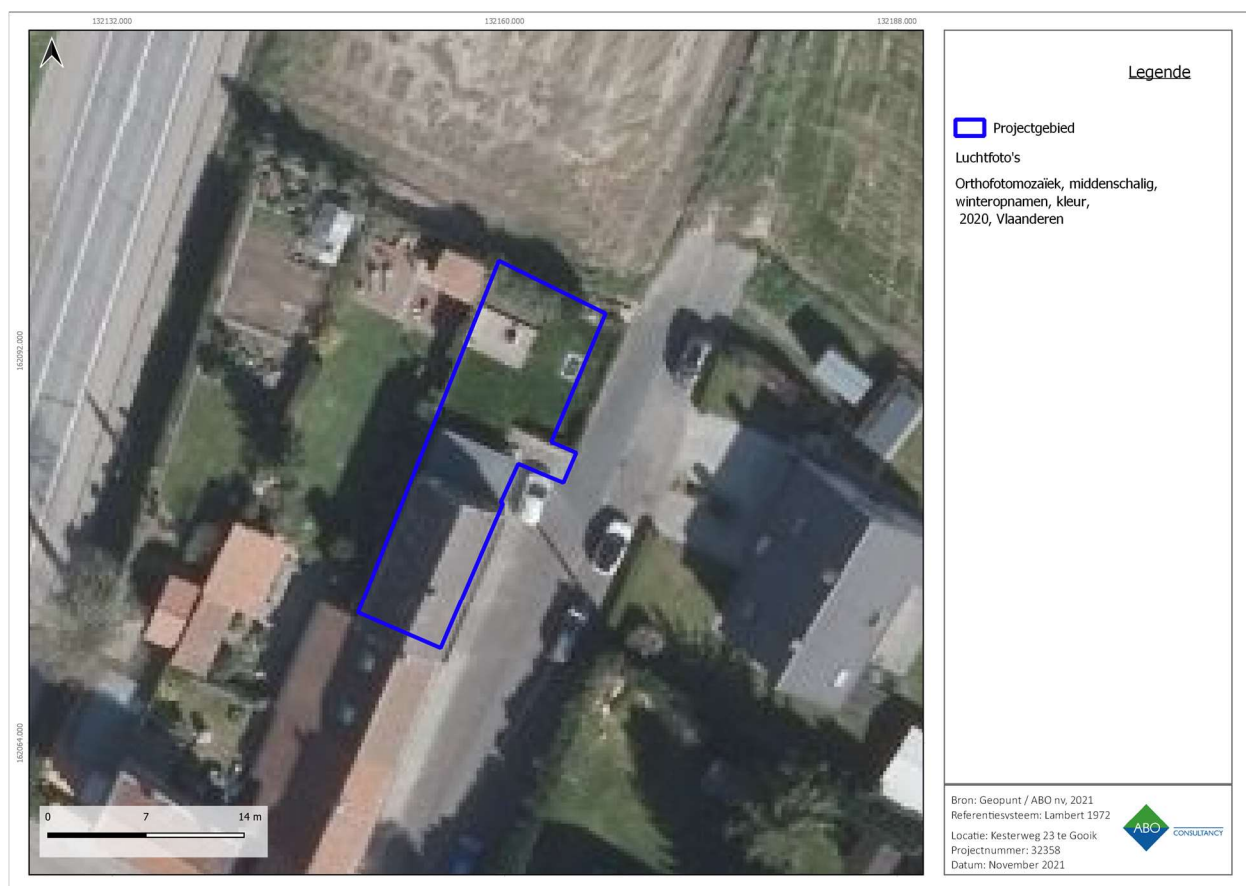 132132.000
132160.000
132188.000
162092.000
162064.000
0 7 14 m
Legende
Projectgebied
Luchtfoto's
Orthofotomozaïek, middenschalig,
winteropnamen, kleur,
2020, Vlaanderen
Bron: Geopunt / ABO nv, 2021
Referentiesysteem: Lambert 1972
Locatie: Kesterweg 23 te Gooik
Projectnummer: 32358
Datum: November 2021
ABO CONSULTANCY